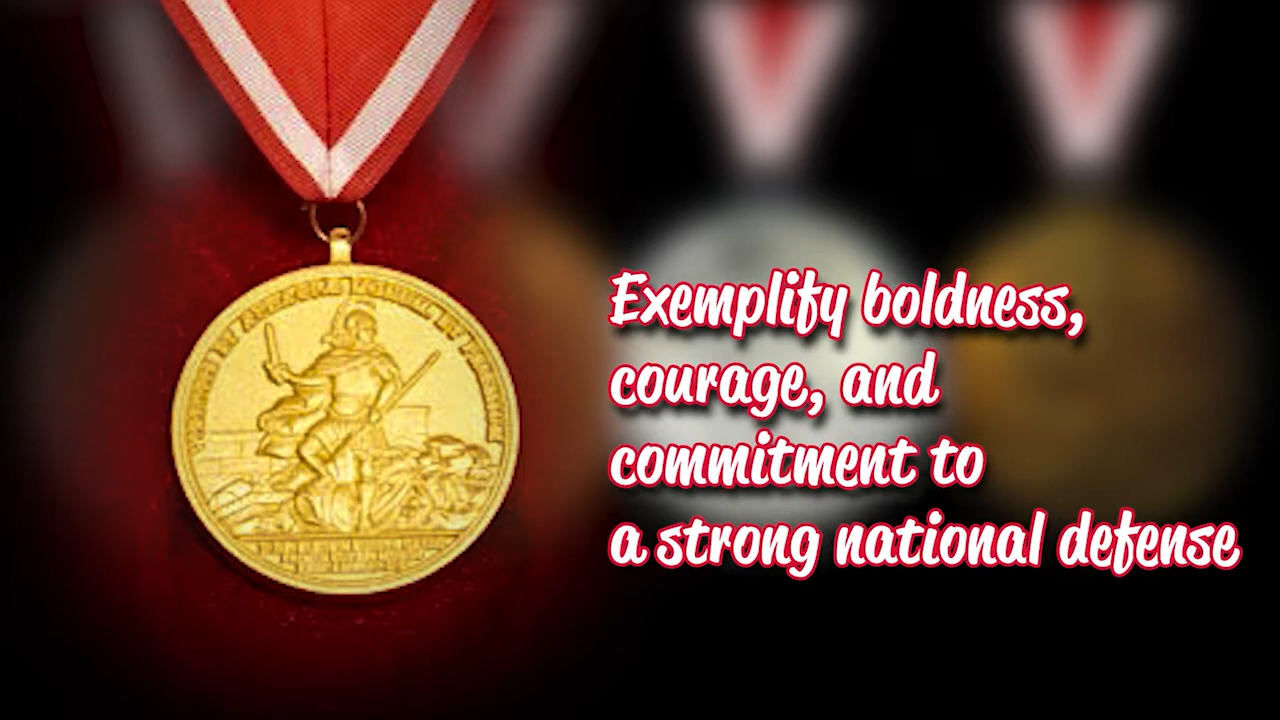 Exemplify boldness,
courage, and
commitment to
a strong national defense